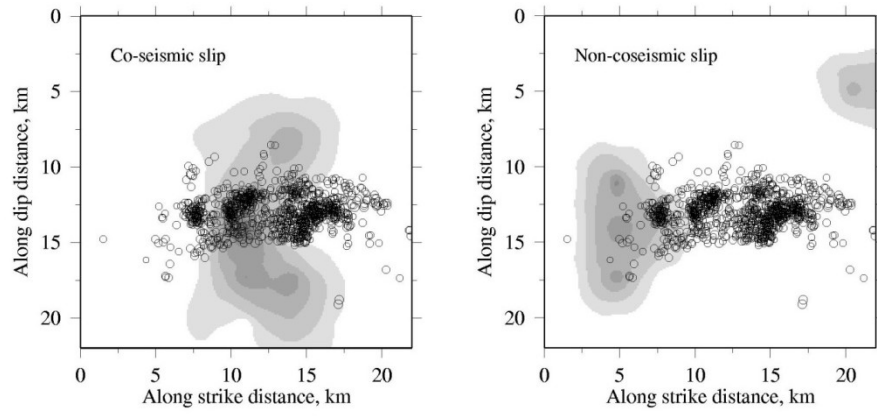 Co-seismic slip
Along dip distance, km
0
5
10
15
20
0 5 10 15 20
Along strike distance, km
Non-coseismic slip
Along dip distance, km
0
5
10
15
20
0 5 10 15 20
Along strike distance, km